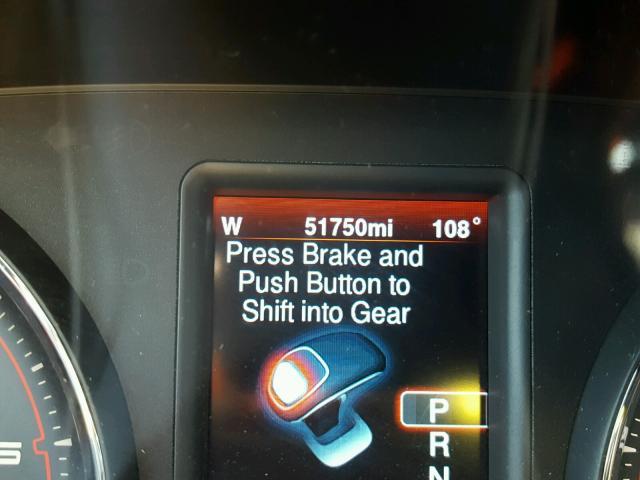 W 51750mi 108°
Press Brake and
Push Button to
Shift into Gear
P
R
N